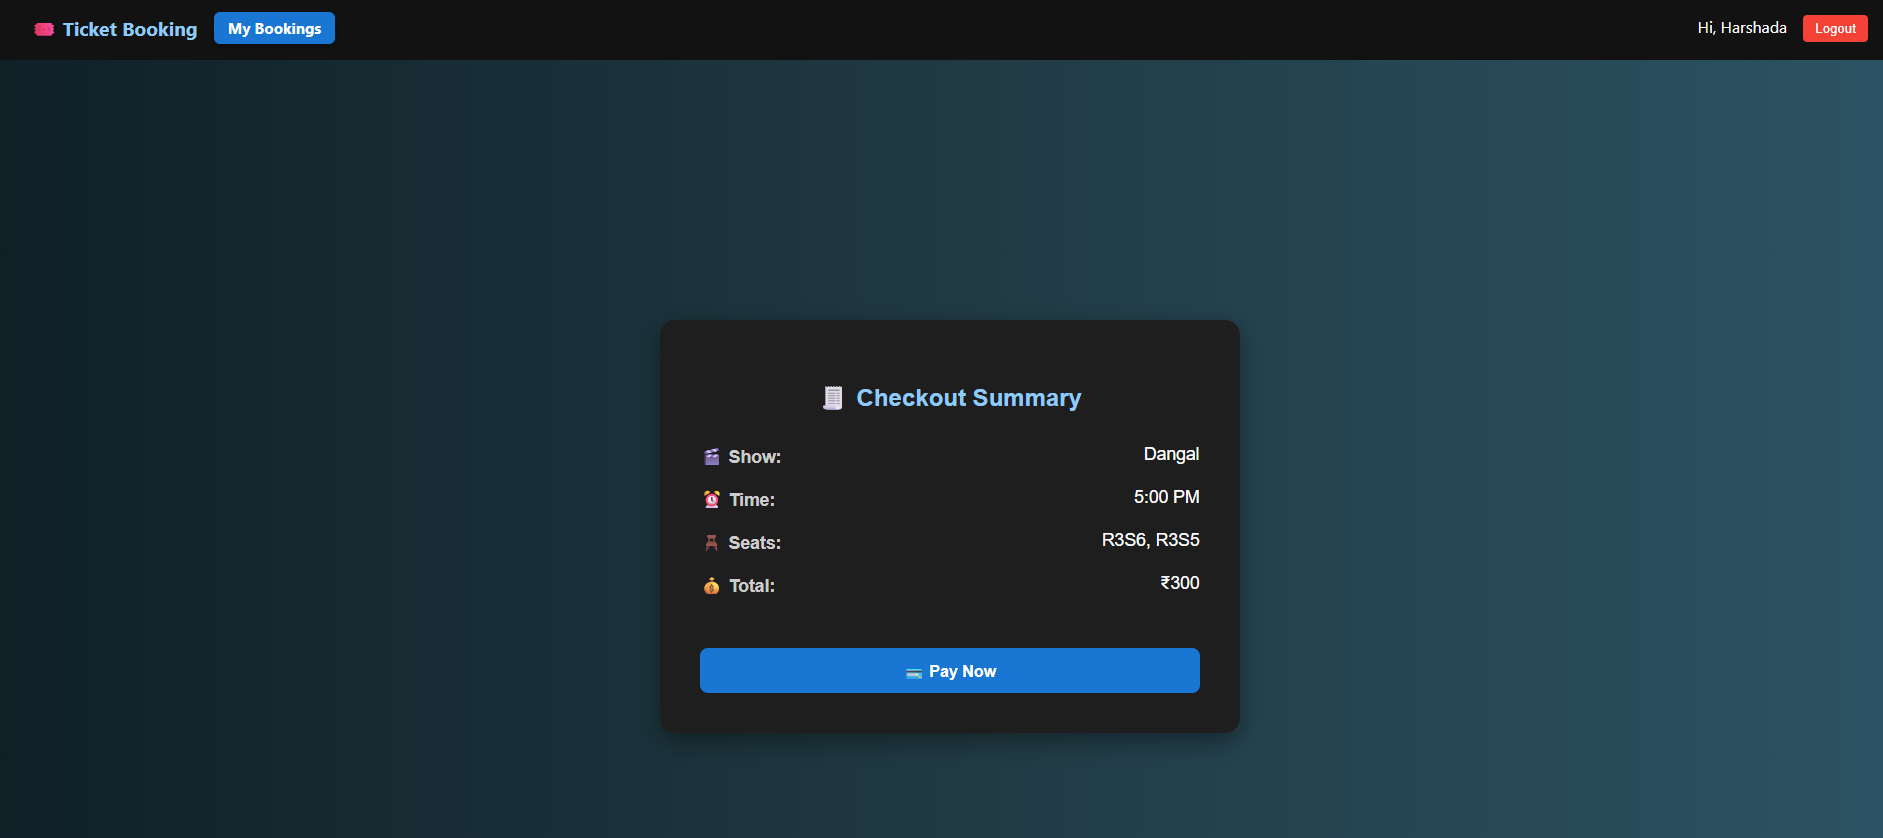 Ticket Booking My Bookings Hi, Harshada Logout
Checkout Summary
Show: Dangal
Time: 5:00 PM
Seats: R3S6, R3S5
Total: ₹300
Pay Now